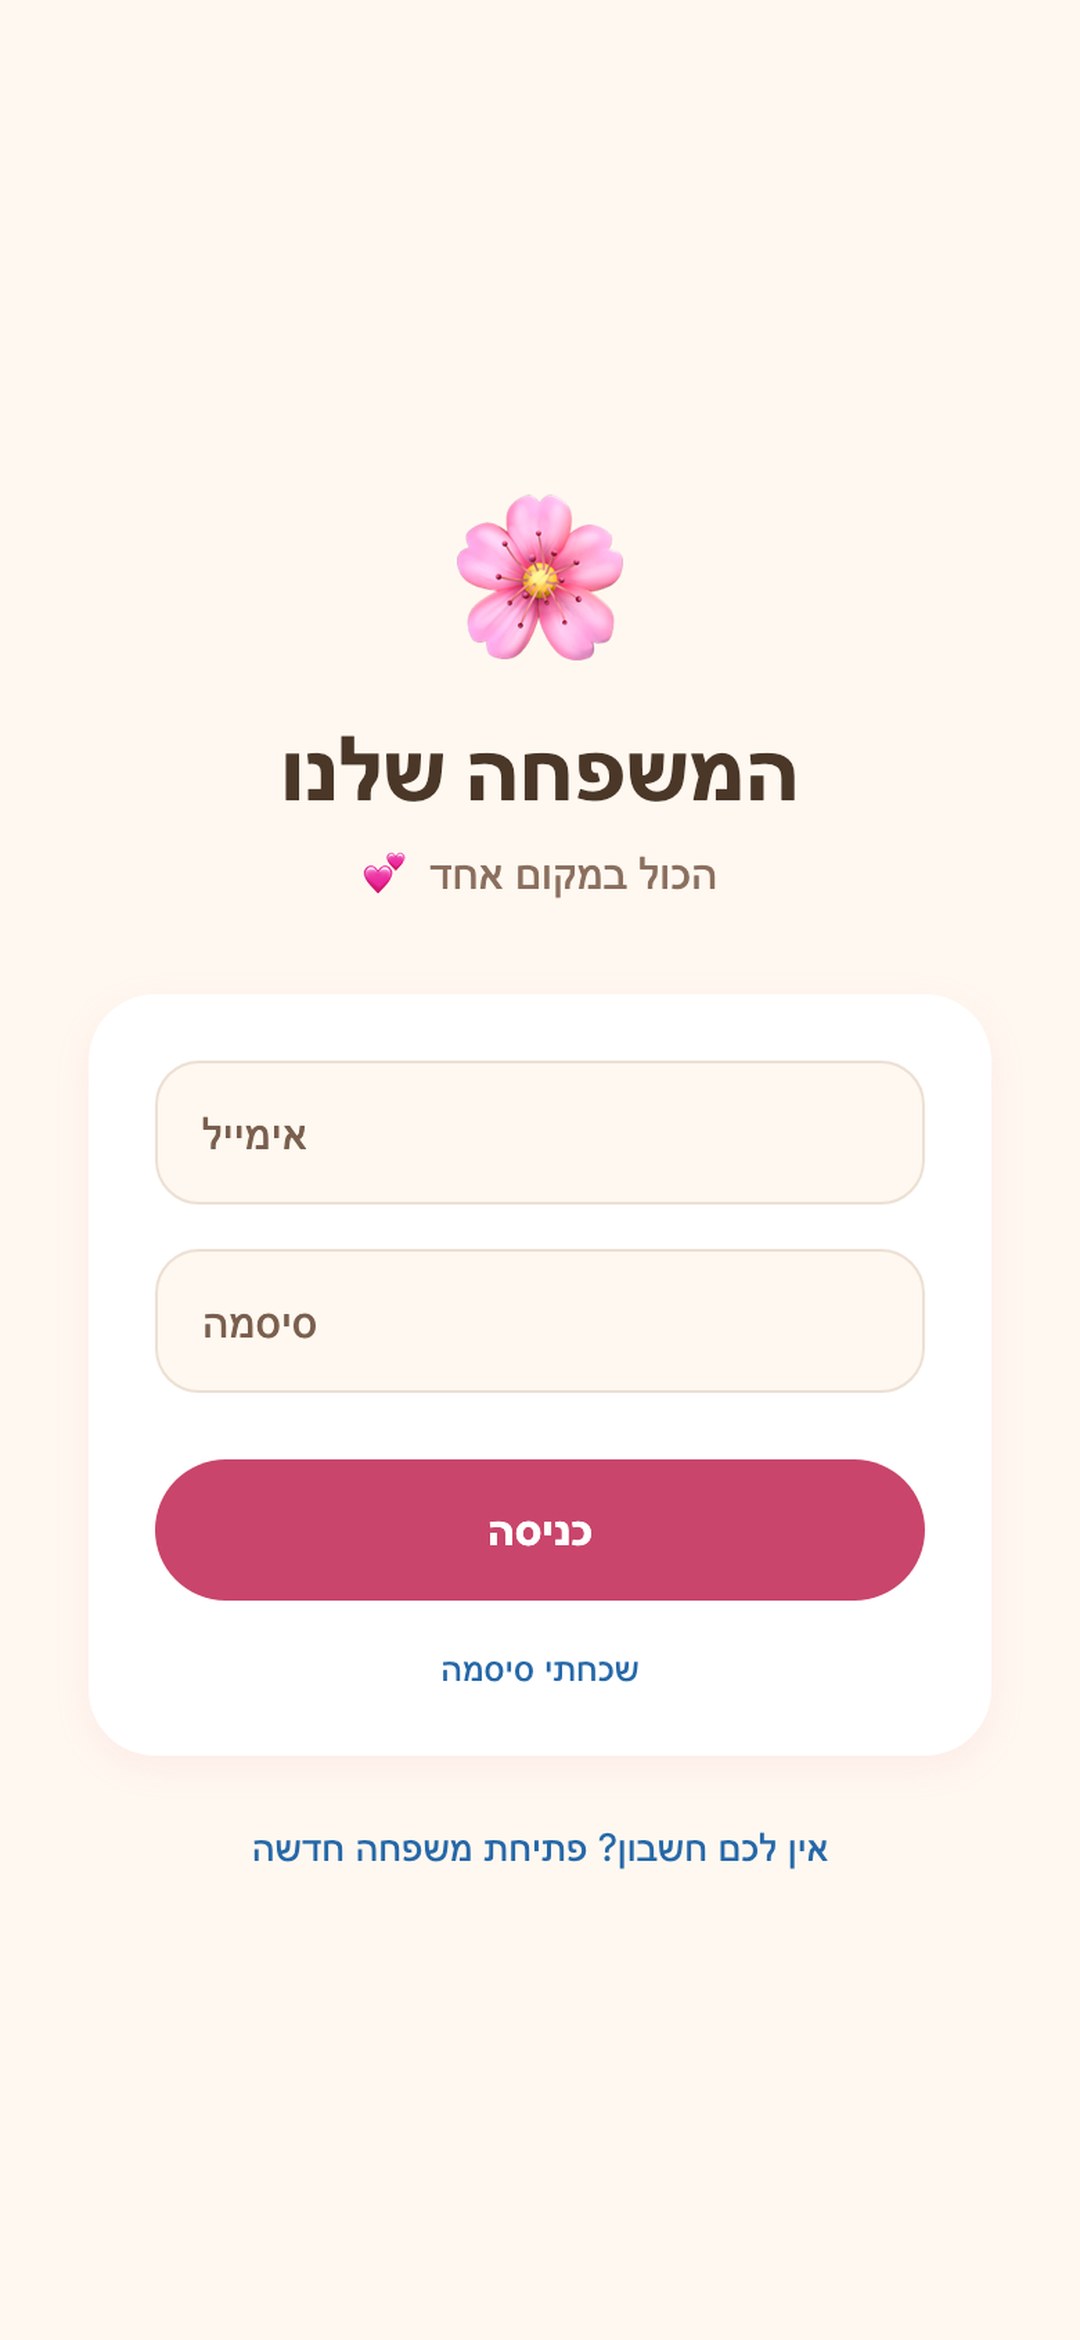 המשפחה שלנו
הכול במקום אחד 💕
אימייל
סיסמה
כניסה
שכחתי סיסמה
אין לכם חשבון? פתיחת משפחה חדשה